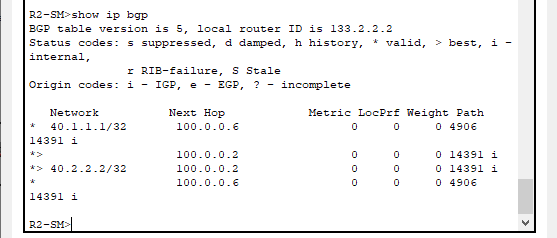 R2-SM>show ip bgp
BGP table version is 5, local router ID is 133.2.2.2
Status codes: s suppressed, d damped, h history, * valid, > best, i -
internal,
              r RIB-failure, S Stale
Origin codes: i - IGP, e - EGP, ? - incomplete
   Network          Next Hop            Metric LocPrf Weight Path
*  40.1.1.1/32      100.0.0.6                0      0      0 4906
14391 i
*>                  100.0.0.2                0      0      0 14391 i
*> 40.2.2.2/32      100.0.0.2                0      0      0 14391 i
*                   100.0.0.6                0      0      0 4906
14391 i
R2-SM>